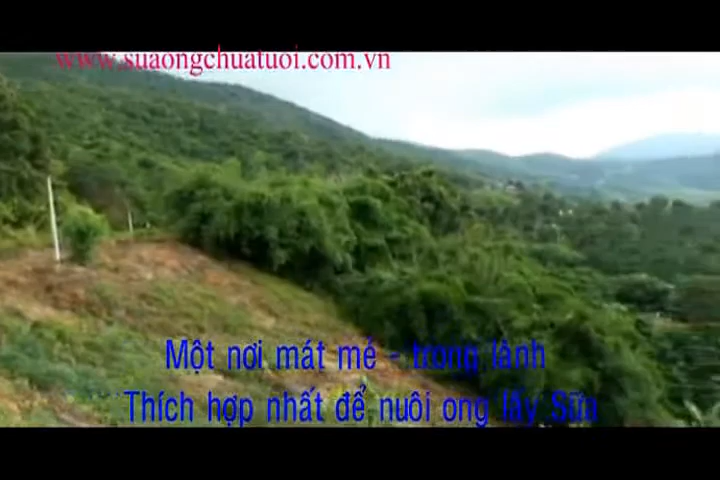 www.suaongchuatuoi.com.vn
Một nơi mát mẻ - trong lành
Thích hợp nhất để nuôi ong lấy Sữa